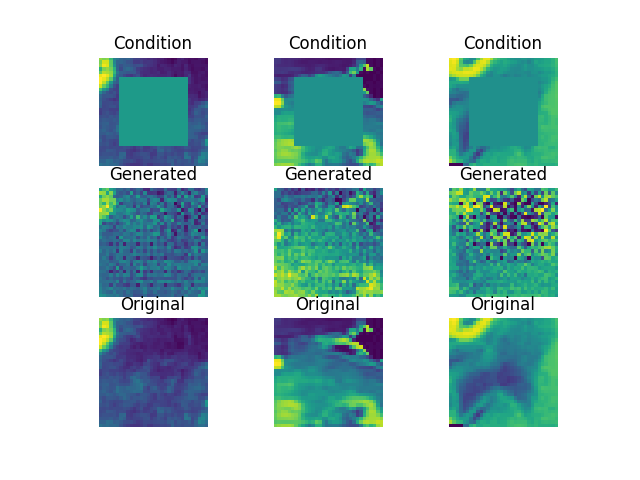 Condition Condition Condition
Generated Generated Generated
Original Original Original